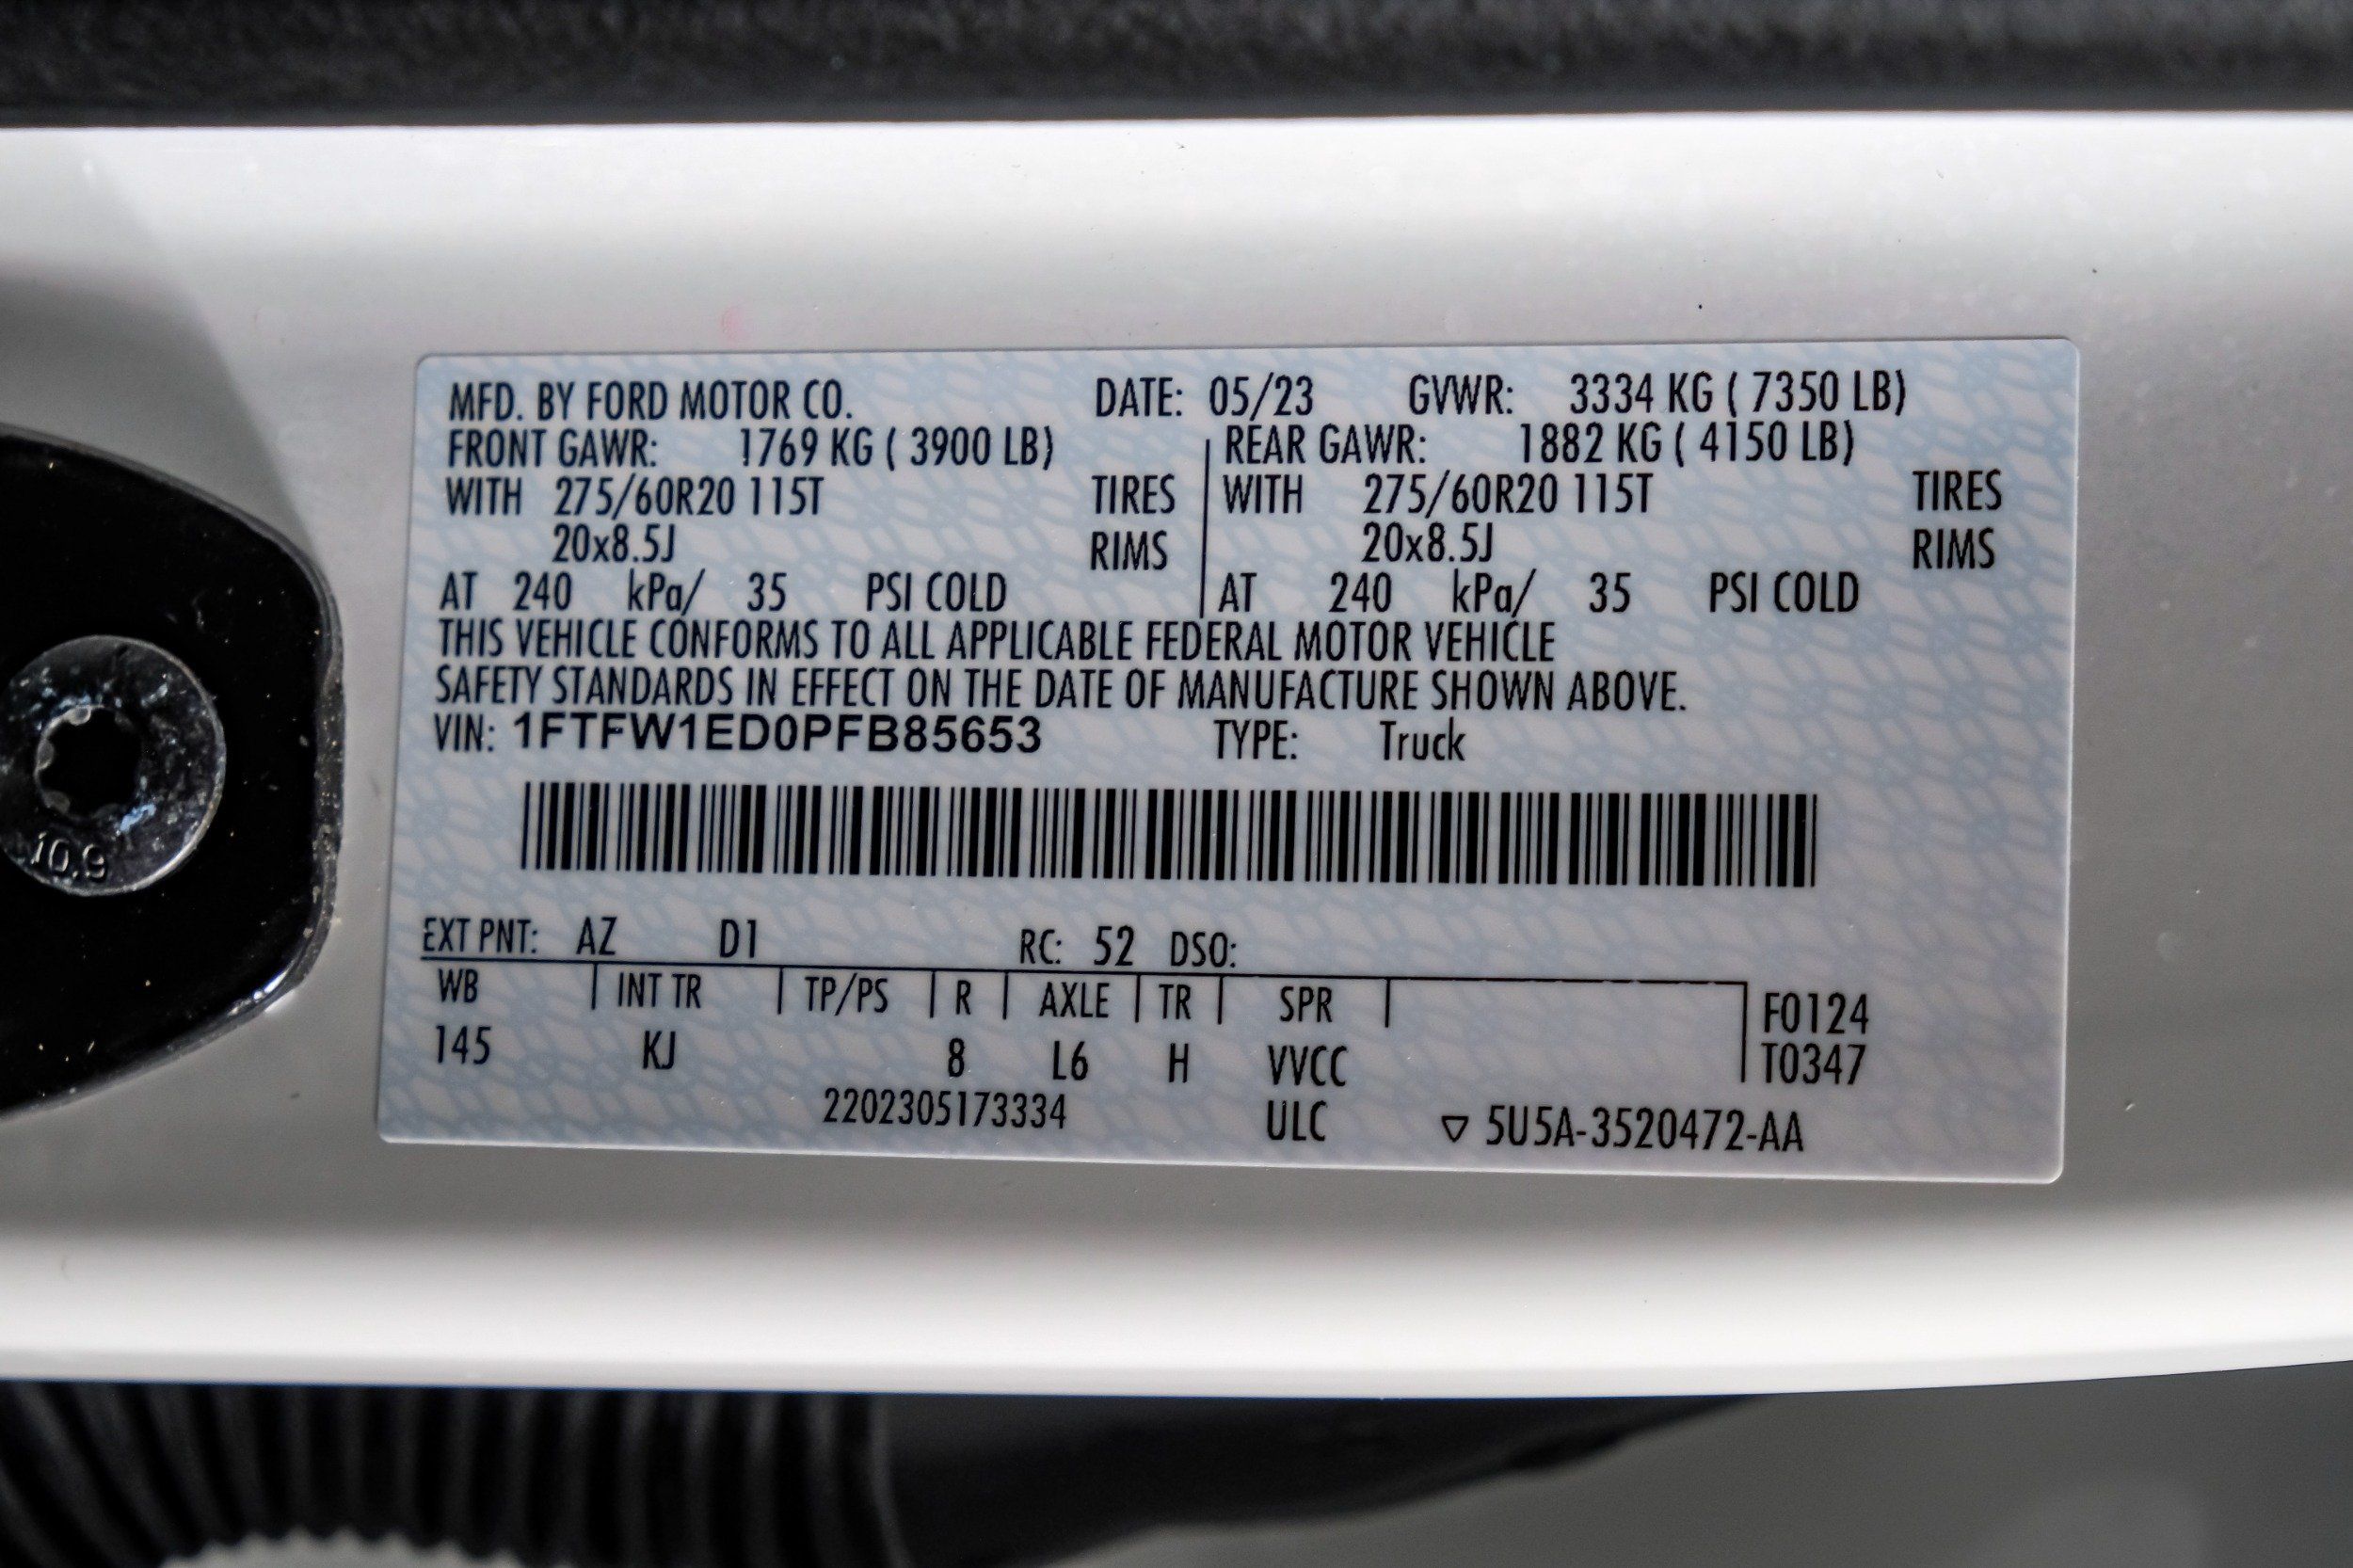 MFD. BY FORD MOTOR CO. DATE: 05/23 GVWR: 3334 KG ( 7350 LB)
FRONT GAWR: 1769 KG ( 3900 LB) REAR GAWR: 1882 KG ( 4150 LB)
WITH 275/60R20 115T TIRES WITH 275/60R20 115T TIRES
20x8.5J RIMS 20x8.5J RIMS
AT 240 kPa/ 35 PSI COLD AT 240 kPa/ 35 PSI COLD
THIS VEHICLE CONFORMS TO ALL APPLICABLE FEDERAL MOTOR VEHICLE
SAFETY STANDARDS IN EFFECT ON THE DATE OF MANUFACTURE SHOWN ABOVE.
VIN: 1FTFW1ED0PFB85653 TYPE: Truck
10.9
EXT PNT: AZ D1 RC: 52 DSO:
WB INT TR TP/PS R AXLE TR SPR F0124
145 KJ 8 L6 H VVCC T0347
2202305173334 ULC ▽ 5U5A-3520472-AA